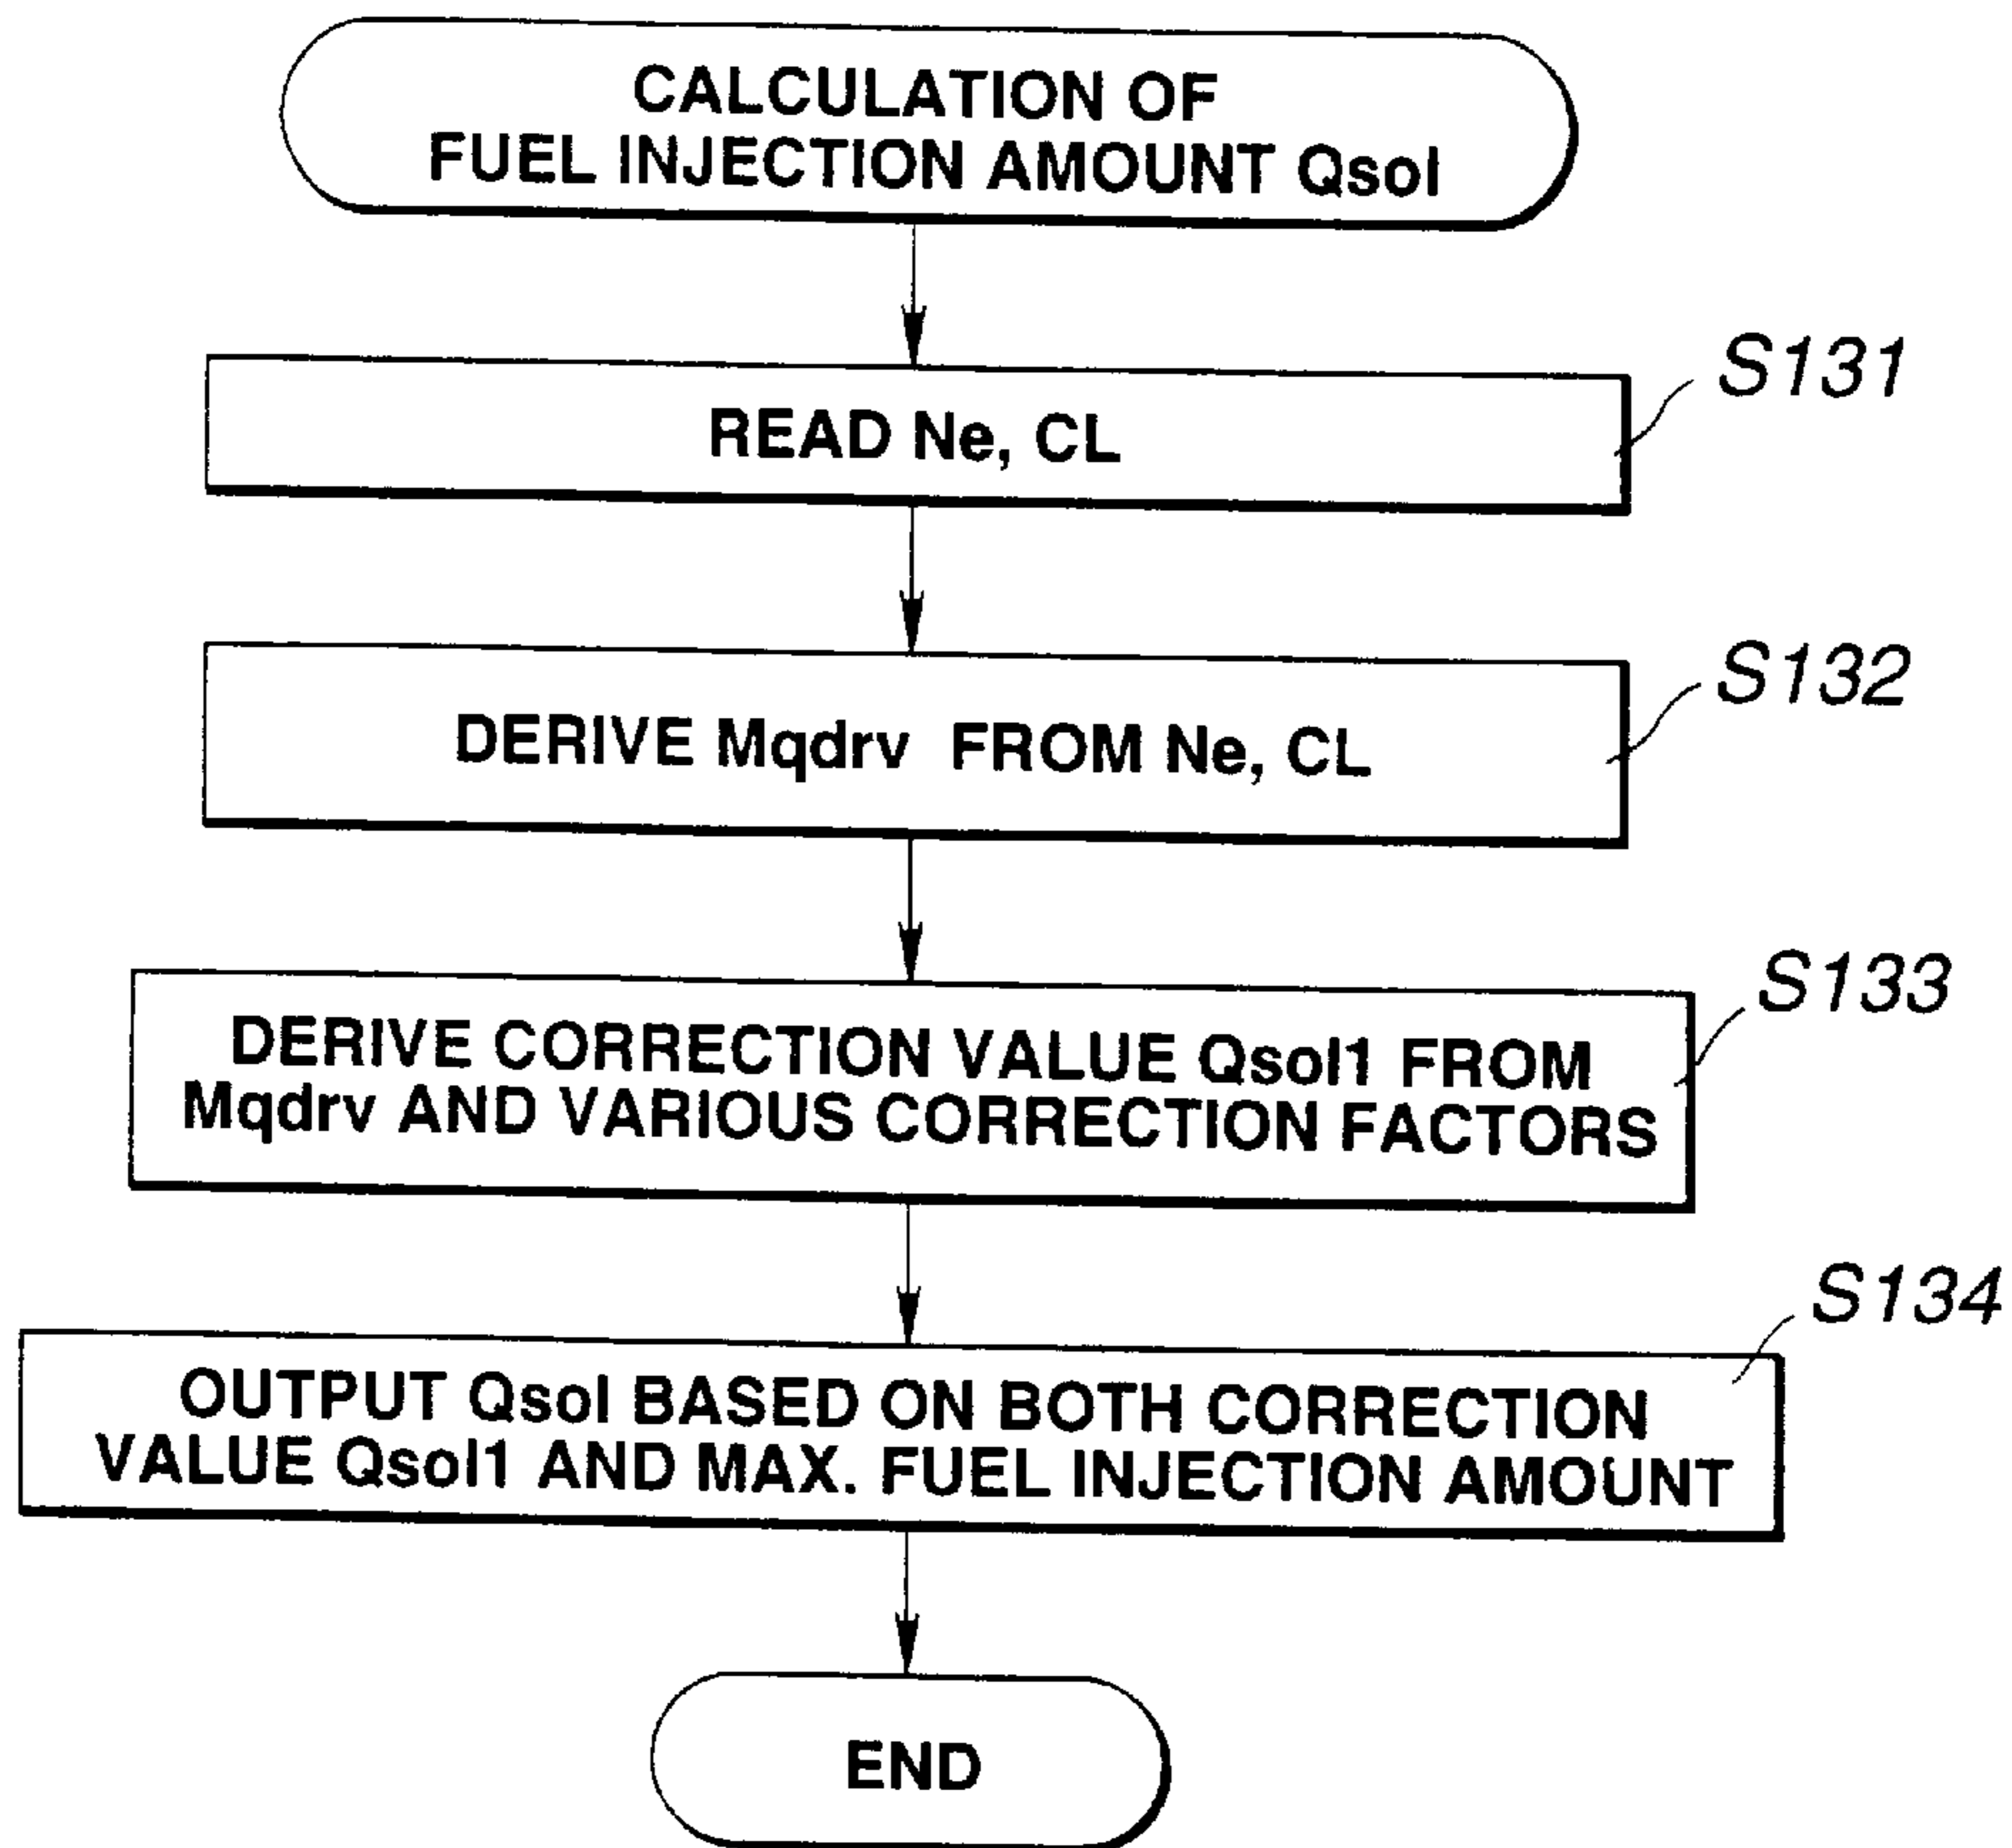 CALCULATION OF
FUEL INJECTION AMOUNT Qsol
S131
READ Ne, CL
S132
DERIVE Mqdrv FROM Ne, CL
S133
DERIVE CORRECTION VALUE Qsol1 FROM
Mqdrv AND VARIOUS CORRECTION FACTORS
S134
OUTPUT Qsol BASED ON BOTH CORRECTION
VALUE Qsol1 AND MAX. FUEL INJECTION AMOUNT
END